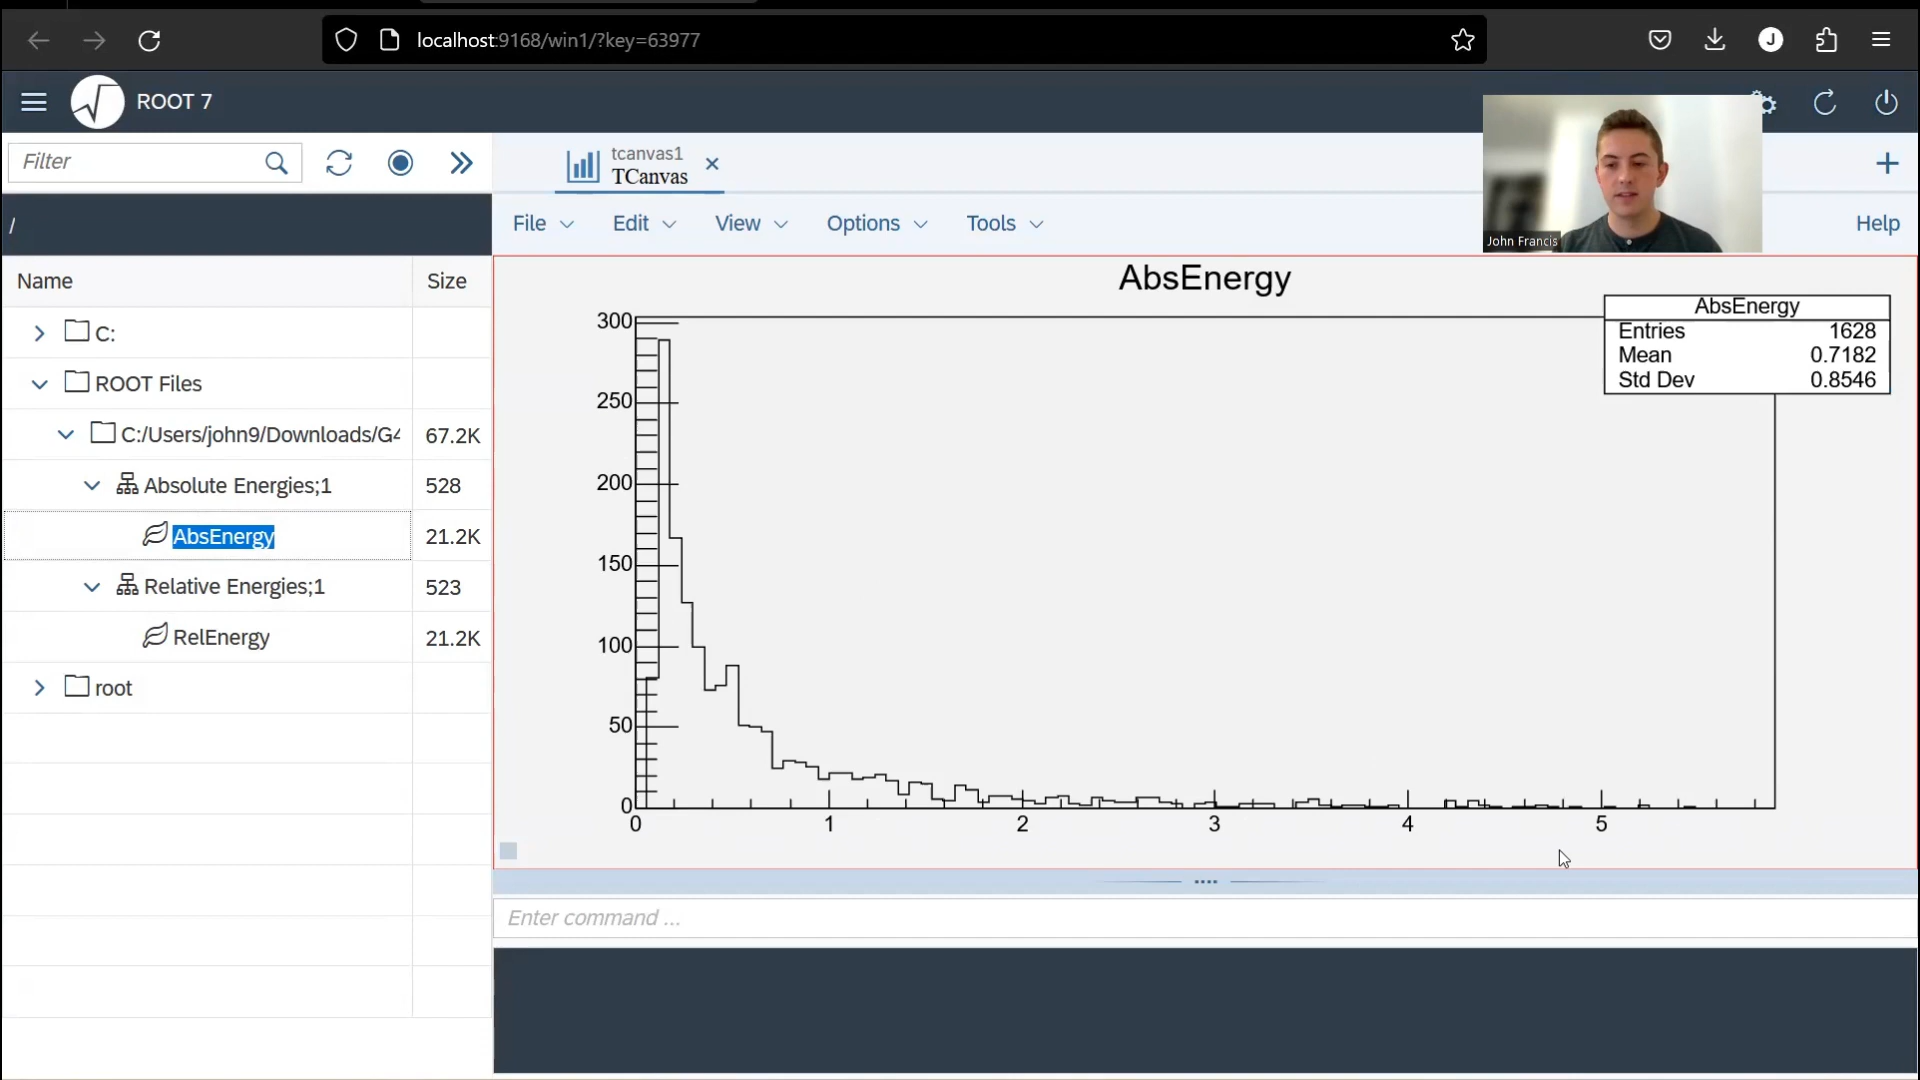 localhost:9168/win1/?key=63977
J
ROOT 7
Filter
tcanvas1
TCanvas
File
Edit
View
Options
Tools
Help
John Francis
/
Name
Size
C:
ROOT Files
C:/Users/john9/Downloads/G4
67.2K
Absolute Energies;1
528
AbsEnergy
21.2K
Relative Energies;1
523
RelEnergy
21.2K
root
AbsEnergy
AbsEnergy
Entries 1628
Mean 0.7182
Std Dev 0.8546
300
250
200
150
100
50
0
0 1 2 3 4 5
Enter command ...